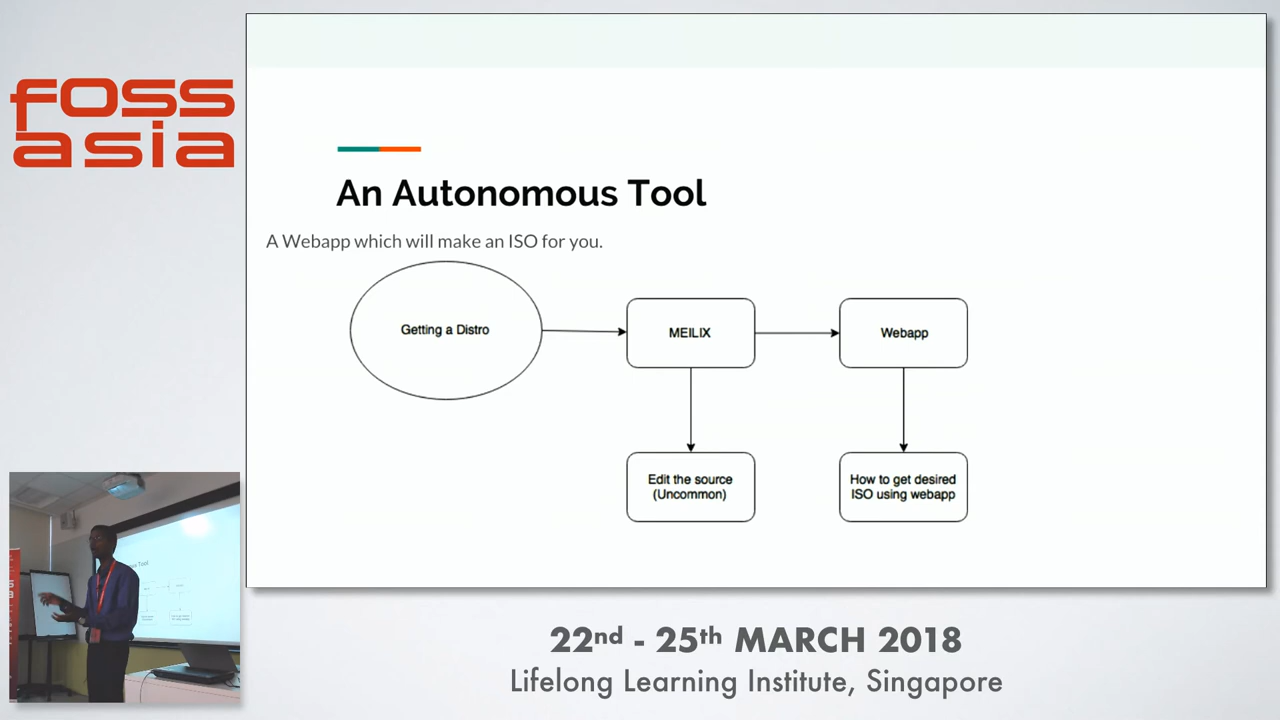 foss
asia
An Autonomous Tool
A Webapp which will make an ISO for you.
Getting a Distro
MEILIX
Webapp
Edit the source
(Uncommon)
How to get desired
ISO using webapp
22nd - 25th MARCH 2018
Lifelong Learning Institute, Singapore